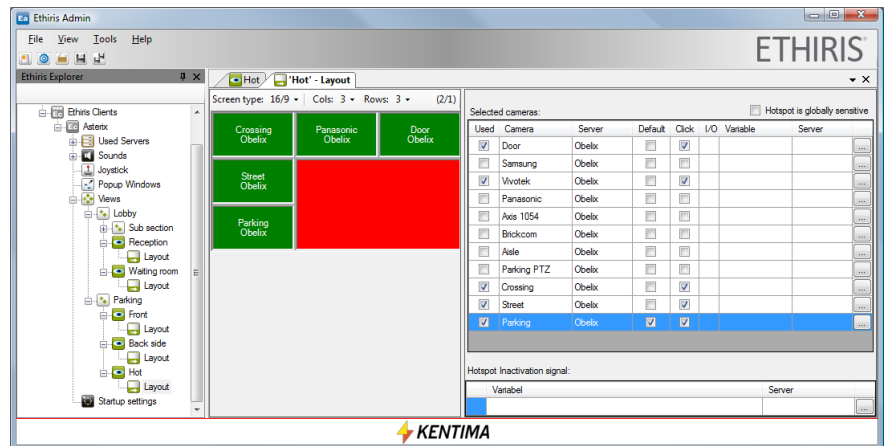 Ea Ethiris Admin
File View Tools Help
ETHIRIS
Ethiris Explorer
Hot 'Hot' - Layout
Ethiris Clients
Asterix
Used Servers
Sounds
Joystick
Popup Windows
Views
Lobby
Sub section
Reception
Layout
Waiting room
Layout
Parking
Front
Layout
Back side
Layout
Hot
Layout
Startup settings
Screen type: 16/9 Cols: 3 Rows: 3 (2/1)
Crossing
Obelix
Panasonic
Obelix
Door
Obelix
Street
Obelix
Parking
Obelix
Selected cameras: Hotspot is globally sensitive
Used Camera Server Default Click I/O Variable Server
Door Obelix ...
Samsung Obelix ...
Vivotek Obelix ...
Panasonic Obelix ...
Axis 1054 Obelix ...
Brickcom Obelix ...
Aisle Obelix ...
Parking PTZ Obelix ...
Crossing Obelix ...
Street Obelix ...
Parking Obelix ...
Hotspot Inactivation signal:
Variabel Server
...
KENTIMA